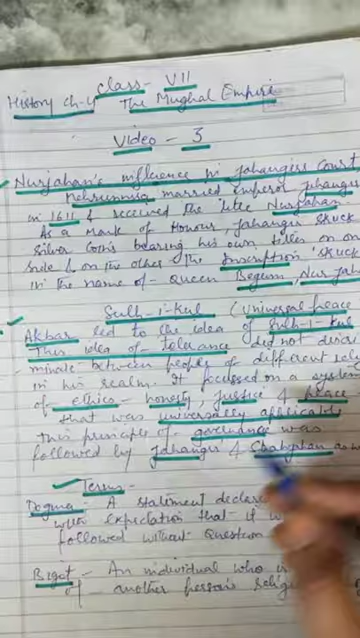 class - VII
History ch-4 The Mughal Empire
Video - 3
Nurjahan's influence in Jahangir's Court
Mehrunnisa married emperor Jahangir
in 1611 & received the title Nurjahan.
As a Mark of Honour, Jahangir struck
silver coins bearing his own titles on one
side & on the other the Inscription 'struck
in the name of - Queen Begum, Nur Jah
Sulh-i-kul (Universal peace
Akbar led to the idea of Sulh-i-kul
This idea of tolerance did not discri
minate between people of different reli
in his realm. It focussed on a system
of ethics - honesty, justice & peace
that was universally applicable
this principle of governance was
followed by Jahangir & Shahjahan as w
Terms
Dogma - A statement declare
with expectation that it w
followed without question
Bigot - An individual who
of another person's religi